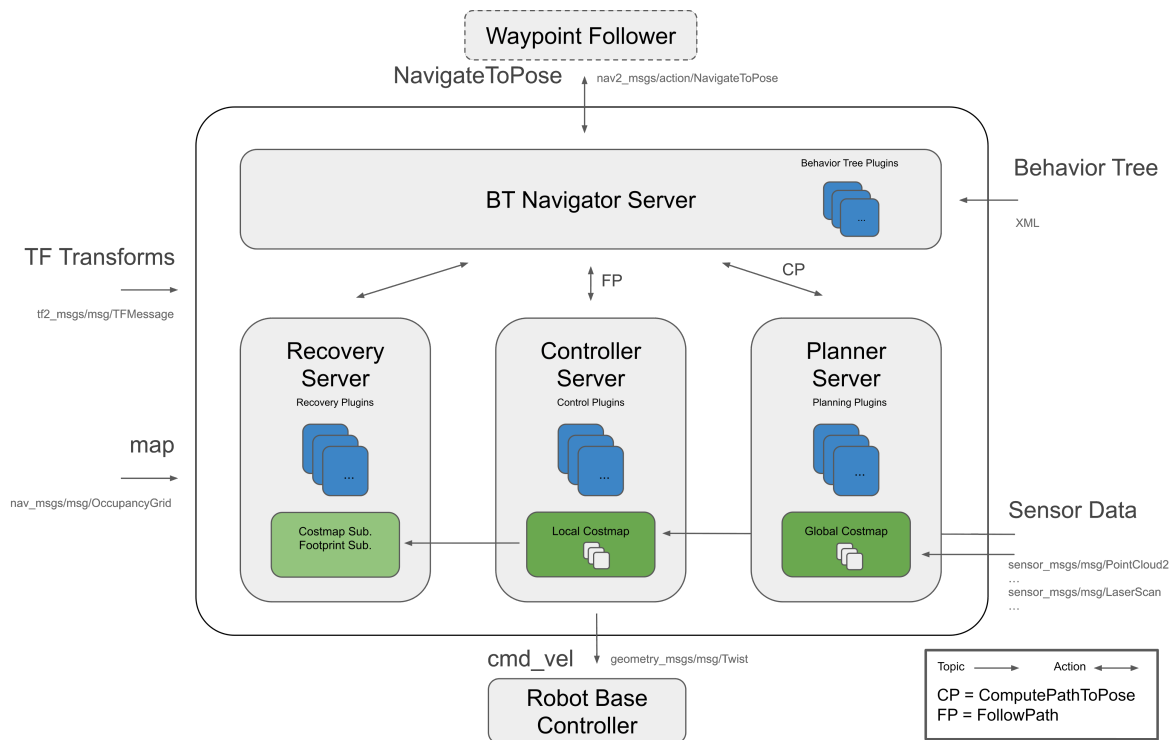 Waypoint Follower
NavigateToPose
nav2_msgs/action/NavigateToPose
Behavior Tree Plugins
...
BT Navigator Server
Behavior Tree
XML
TF Transforms
tf2_msgs/msg/TFMessage
FP
CP
Recovery
Server
Recovery Plugins
...
Controller
Server
Control Plugins
...
Planner
Server
Planning Plugins
...
map
nav_msgs/msg/OccupancyGrid
Costmap Sub.
Footprint Sub.
Local Costmap
Global Costmap
Sensor Data
sensor_msgs/msg/PointCloud2
...
sensor_msgs/msg/LaserScan
...
cmd_vel
geometry_msgs/msg/Twist
Robot Base
Controller
Topic
Action
CP = ComputePathToPose
FP = FollowPath